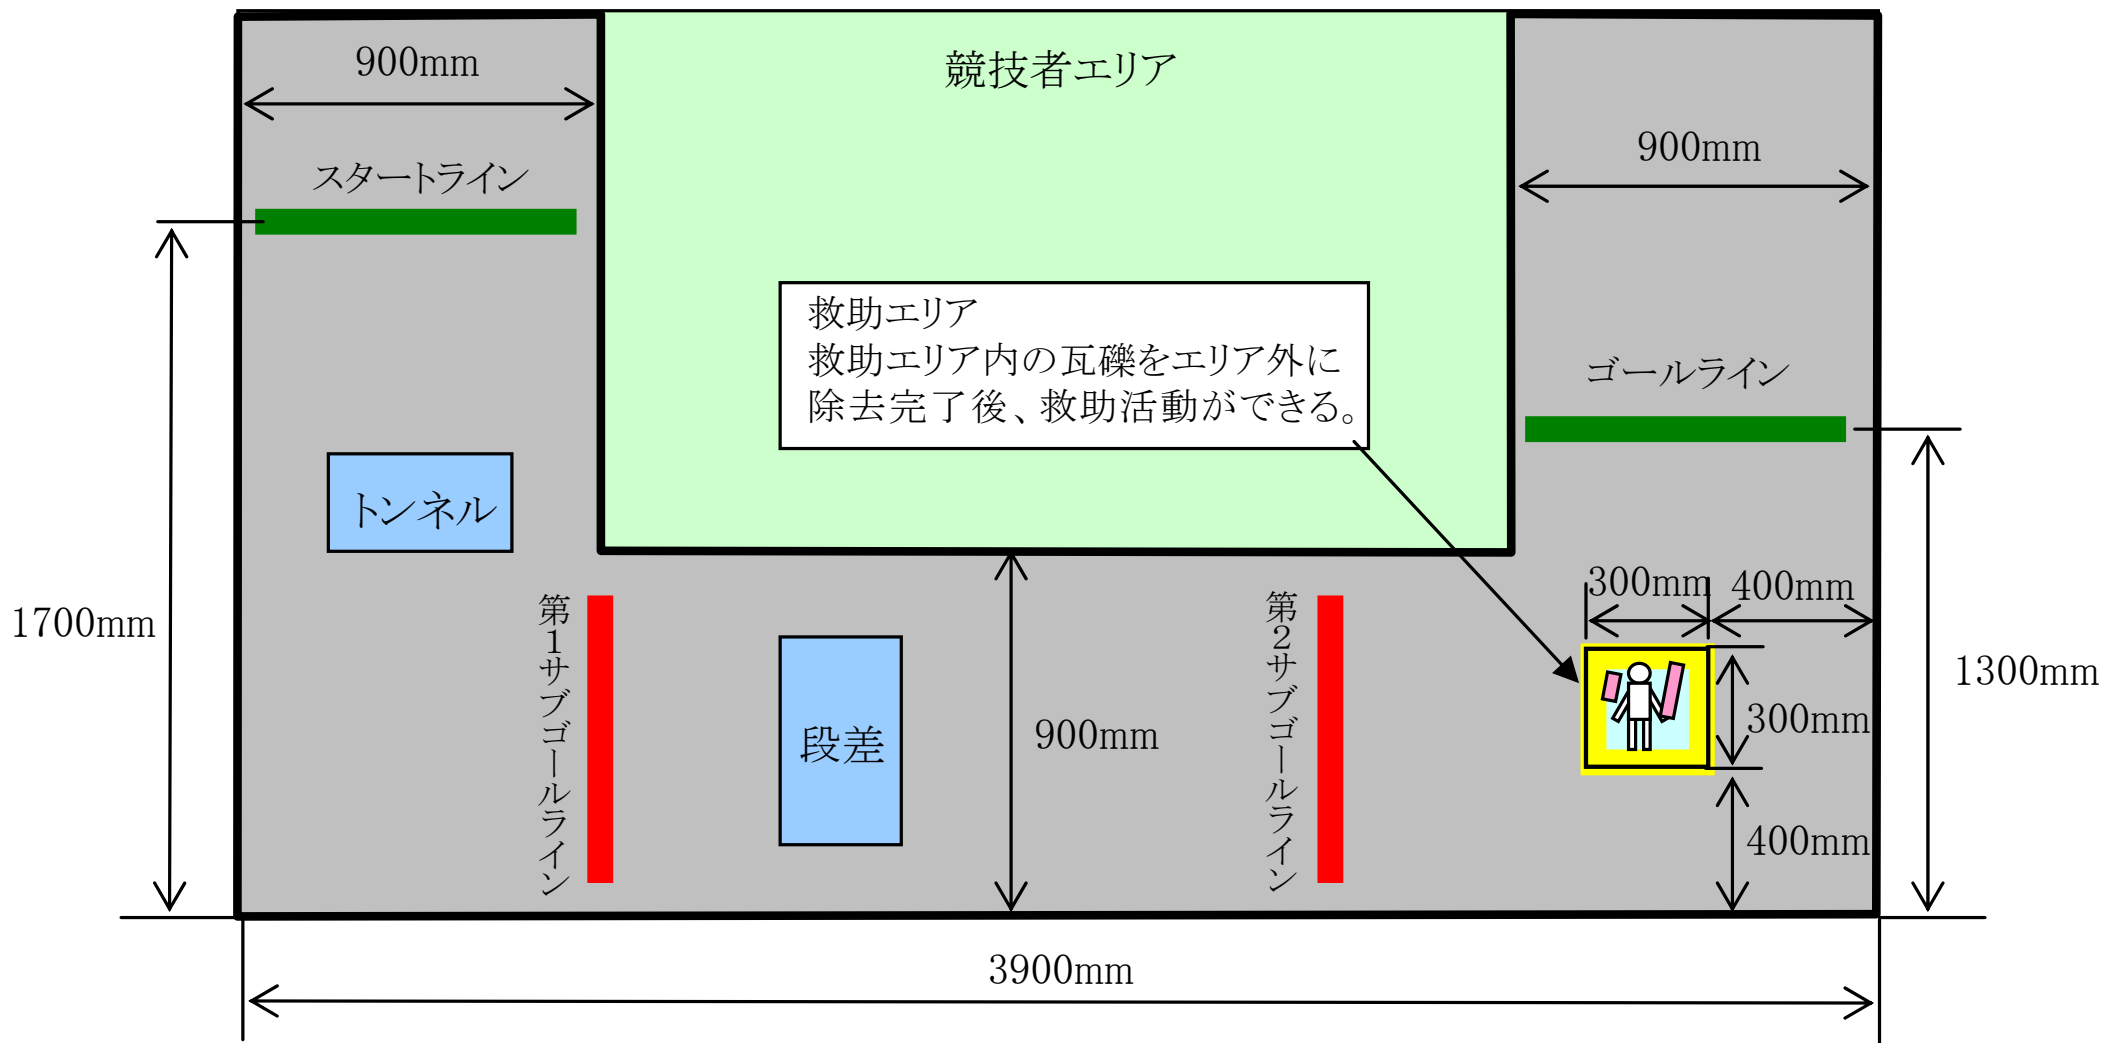 900mm
競技者エリア
900mm
スタートライン
救助エリア
救助エリア内の瓦礫をエリア外に
除去完了後、救助活動ができる。
ゴールライン
トンネル
1700mm
第1サブゴールライン
段差
900mm
第2サブゴールライン
300mm
400mm
300mm
400mm
1300mm
3900mm